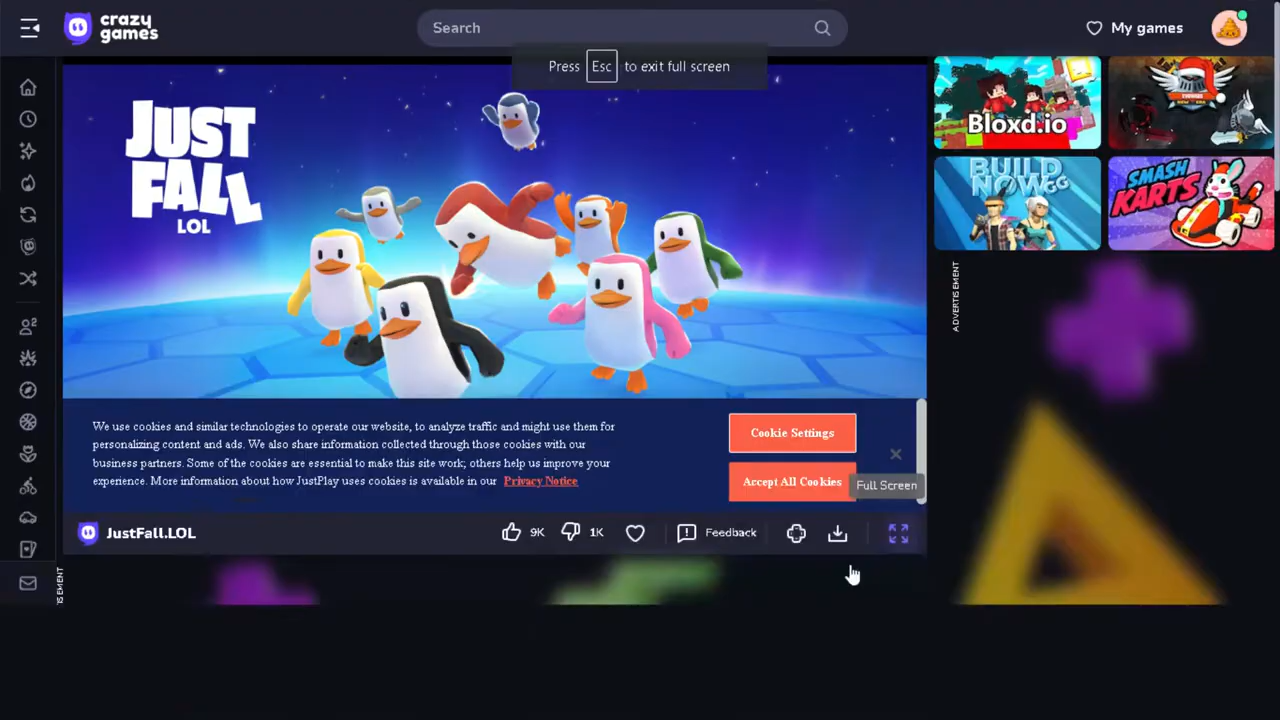 crazy
games
Search
My games
Press Esc to exit full screen
JUST
FALL
LOL
Bloxd.io
BUILD
NOW GG
SMASH
KARTS
ADVERTISEMENT
We use cookies and similar technologies to operate our website, to analyze traffic and might use them for
personalizing content and ads. We also share information collected through those cookies with our
business partners. Some of the cookies are essential to make this site work; others help us improve your
experience. More information about how JustPlay uses cookies is available in our Privacy Notice
Cookie Settings
Accept All Cookies
Full Screen
JustFall.LOL
9K
1K
Feedback